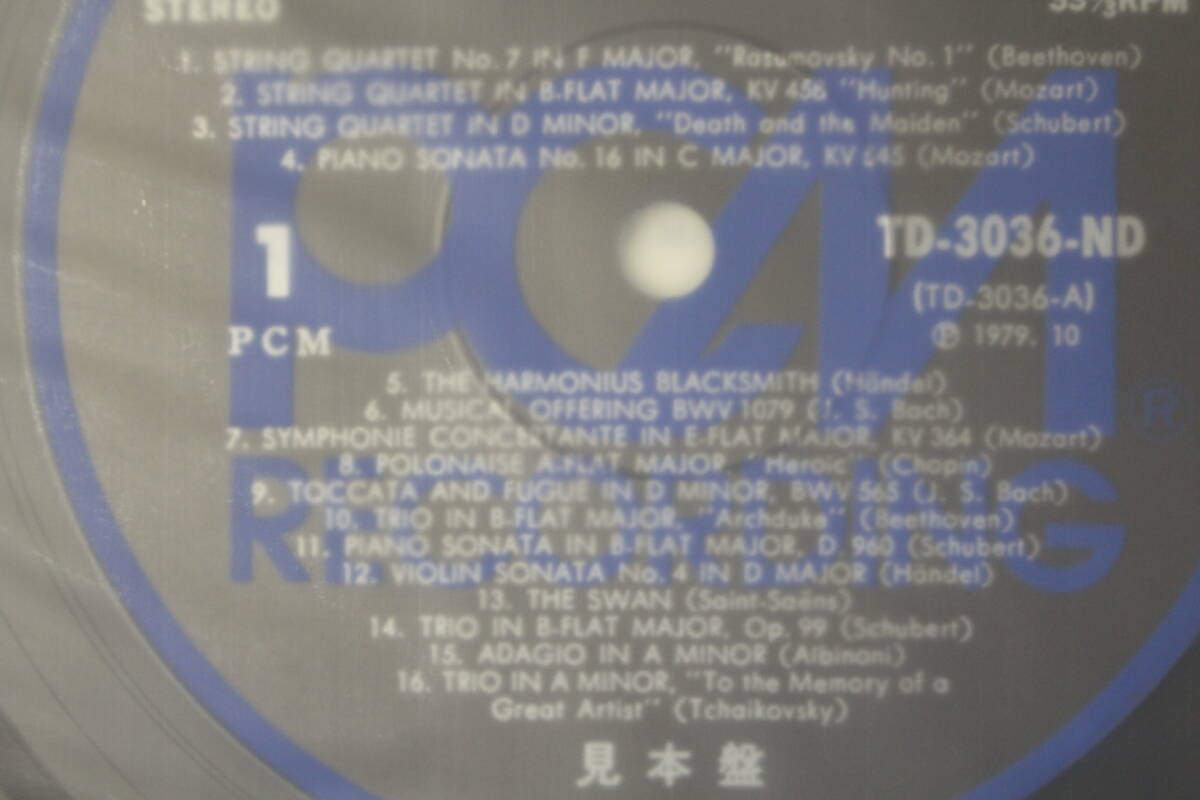 STEREO 33⅓RPM
1. STRING QUARTET No. 7 IN F MAJOR, "Rasumovsky No. 1" (Beethoven)
2. STRING QUARTET IN B-FLAT MAJOR, KV 458 "Hunting" (Mozart)
3. STRING QUARTET IN D MINOR, "Death and the Maiden" (Schubert)
4. PIANO SONATA No. 16 IN C MAJOR, KV 545 (Mozart)
1 TD-3036-ND
(TD-3036-A)
PCM ℗ 1979. 10
5. THE HARMONIUS BLACKSMITH (Händel)
6. MUSICAL OFFERING BWV 1079 (J. S. Bach)
7. SYMPHONIE CONCERTANTE IN E-FLAT MAJOR, KV 364 (Mozart)
8. POLONAISE A-FLAT MAJOR "Heroic" (Chopin)
9. TOCCATA AND FUGUE IN D MINOR, BWV 565 (J. S. Bach)
10. TRIO IN B-FLAT MAJOR, "Archduke" (Beethoven)
11. PIANO SONATA IN B-FLAT MAJOR, D. 960 (Schubert)
12. VIOLIN SONATA No. 4 IN D MAJOR (Händel)
13. THE SWAN (Saint-Saëns)
14. TRIO IN B-FLAT MAJOR, Op. 99 (Schubert)
15. ADAGIO IN A MINOR (Albinani)
16. TRIO IN A MINOR, "To the Memory of a
Great Artist" (Tchaikovsky)
見本盤
PCM ®
RECORDING